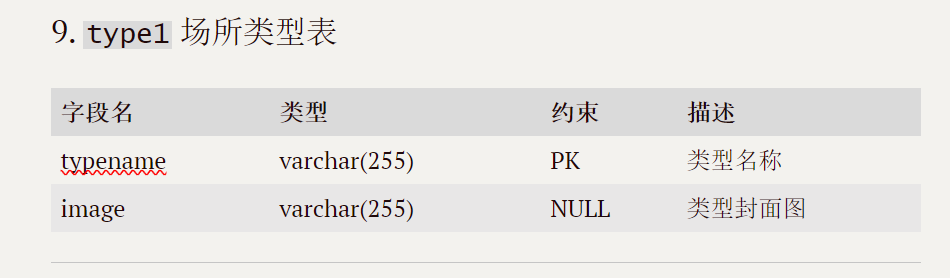 9. type1 场所类型表
字段名 类型 约束 描述
typename varchar(255) PK 类型名称
image varchar(255) NULL 类型封面图